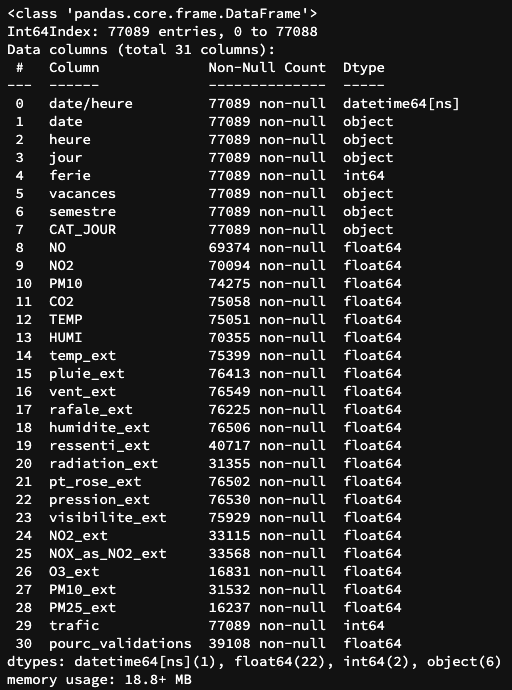 <class 'pandas.core.frame.DataFrame'>
Int64Index: 77089 entries, 0 to 77088
Data columns (total 31 columns):
 #   Column             Non-Null Count  Dtype
---  ------             --------------  -----
 0   date/heure         77089 non-null  datetime64[ns]
 1   date               77089 non-null  object
 2   heure              77089 non-null  object
 3   jour               77089 non-null  object
 4   ferie              77089 non-null  int64
 5   vacances           77089 non-null  object
 6   semestre           77089 non-null  object
 7   CAT_JOUR           77089 non-null  object
 8   NO                 69374 non-null  float64
 9   NO2                70094 non-null  float64
 10  PM10               74275 non-null  float64
 11  CO2                75058 non-null  float64
 12  TEMP               75051 non-null  float64
 13  HUMI               70355 non-null  float64
 14  temp_ext           75399 non-null  float64
 15  pluie_ext          76413 non-null  float64
 16  vent_ext           76549 non-null  float64
 17  rafale_ext         76225 non-null  float64
 18  humidite_ext       76506 non-null  float64
 19  ressenti_ext       40717 non-null  float64
 20  radiation_ext      31355 non-null  float64
 21  pt_rose_ext        76502 non-null  float64
 22  pression_ext       76530 non-null  float64
 23  visibilite_ext     75929 non-null  float64
 24  NO2_ext            33115 non-null  float64
 25  NOX_as_NO2_ext     33568 non-null  float64
 26  O3_ext             16831 non-null  float64
 27  PM10_ext           31532 non-null  float64
 28  PM25_ext           16237 non-null  float64
 29  trafic             77089 non-null  int64
 30  pourc_validations  39108 non-null  float64
dtypes: datetime64[ns](1), float64(22), int64(2), object(6)
memory usage: 18.8+ MB